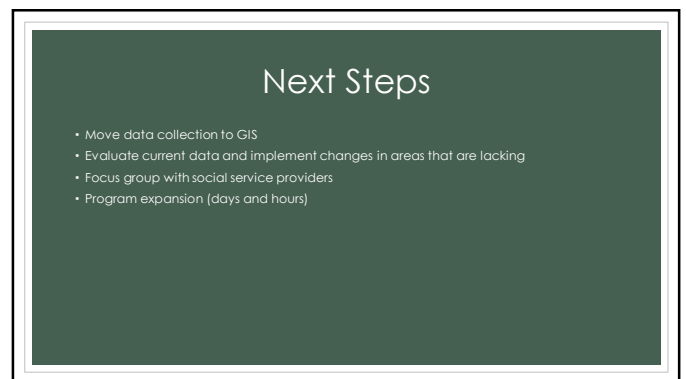 Next Steps
• Move data collection to GIS
• Evaluate current data and implement changes in areas that are lacking
• Focus group with social service providers
• Program expansion (days and hours)